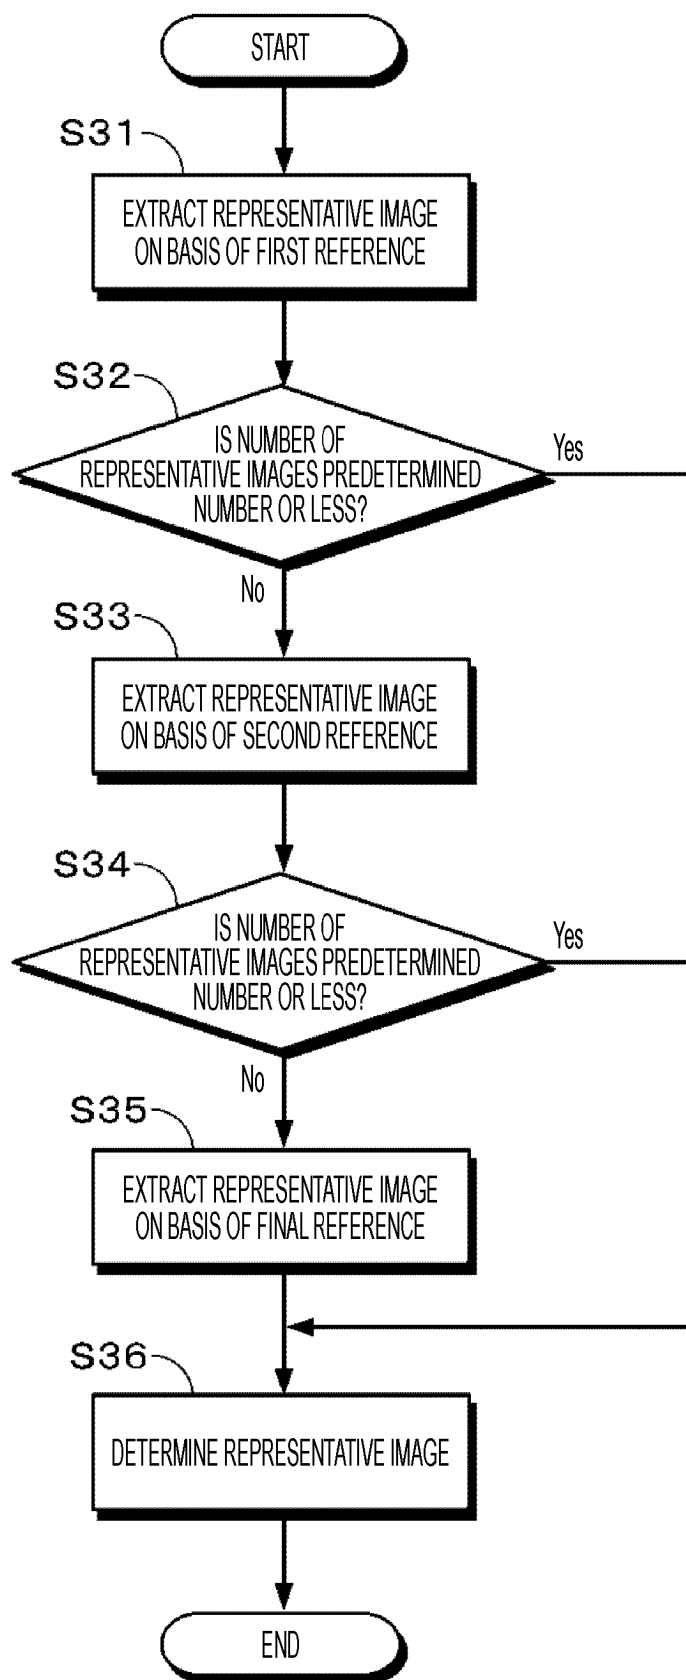 START
S31
EXTRACT REPRESENTATIVE IMAGE
ON BASIS OF FIRST REFERENCE
S32
IS NUMBER OF
REPRESENTATIVE IMAGES PREDETERMINED
NUMBER OR LESS?
Yes
No
S33
EXTRACT REPRESENTATIVE IMAGE
ON BASIS OF SECOND REFERENCE
S34
IS NUMBER OF
REPRESENTATIVE IMAGES PREDETERMINED
NUMBER OR LESS?
Yes
No
S35
EXTRACT REPRESENTATIVE IMAGE
ON BASIS OF FINAL REFERENCE
S36
DETERMINE REPRESENTATIVE IMAGE
END